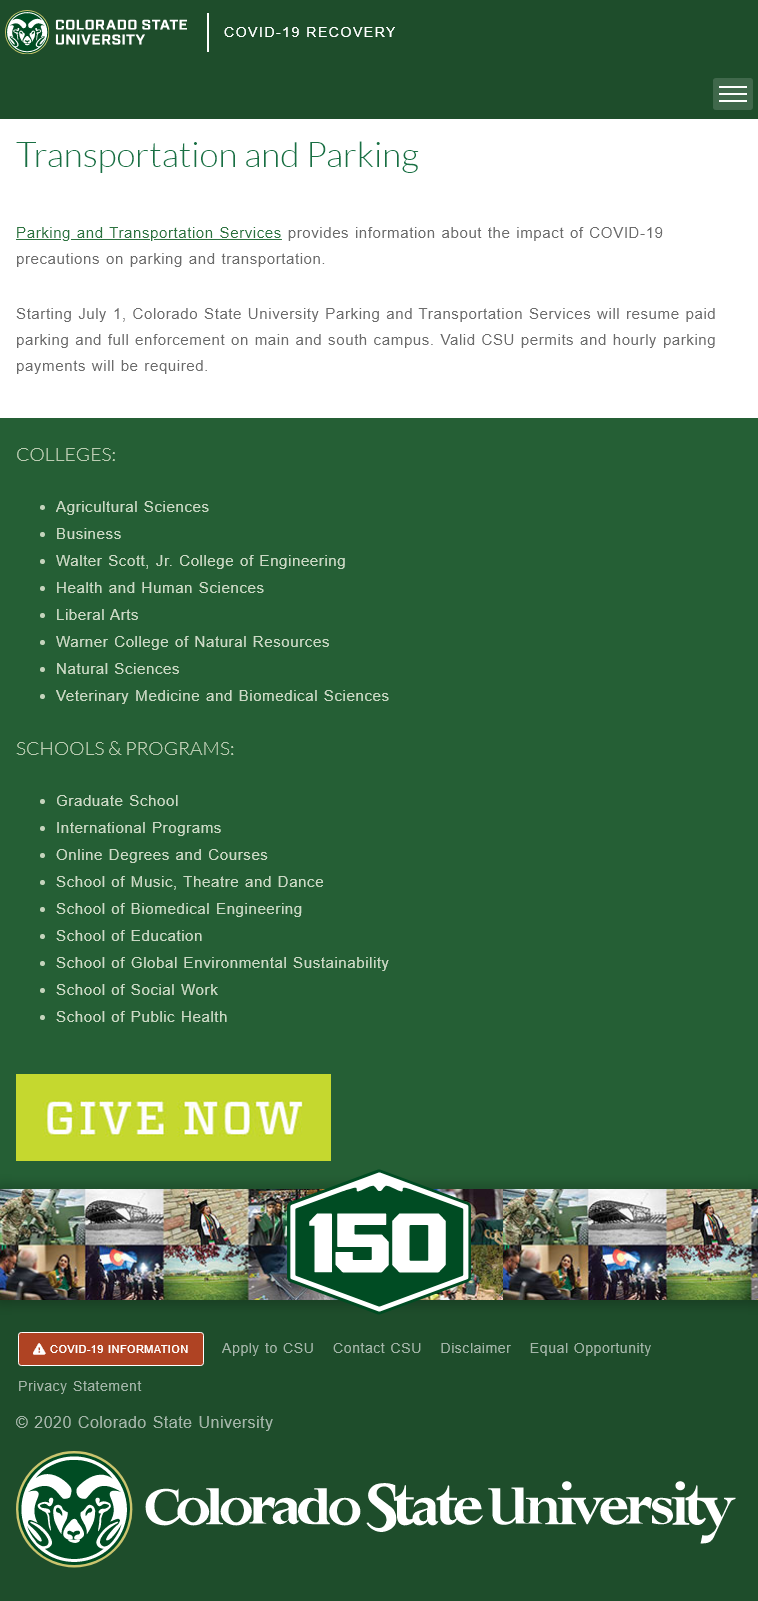 COLORADO STATE
UNIVERSITY
COVID-19 RECOVERY
Transportation and Parking
Parking and Transportation Services provides information about the impact of COVID-19
precautions on parking and transportation.
Starting July 1, Colorado State University Parking and Transportation Services will resume paid
parking and full enforcement on main and south campus. Valid CSU permits and hourly parking
payments will be required.
COLLEGES:
Agricultural Sciences
Business
Walter Scott, Jr. College of Engineering
Health and Human Sciences
Liberal Arts
Warner College of Natural Resources
Natural Sciences
Veterinary Medicine and Biomedical Sciences
SCHOOLS & PROGRAMS:
Graduate School
International Programs
Online Degrees and Courses
School of Music, Theatre and Dance
School of Biomedical Engineering
School of Education
School of Global Environmental Sustainability
School of Social Work
School of Public Health
GIVE NOW
150
COVID-19 INFORMATION Apply to CSU Contact CSU Disclaimer Equal Opportunity
Privacy Statement
© 2020 Colorado State University
Colorado State University